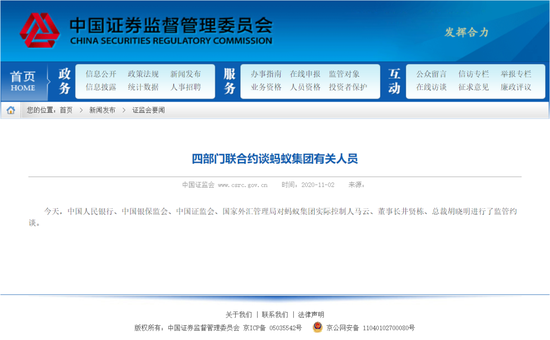 中国证券监督管理委员会
CHINA SECURITIES REGULATORY COMMISSION
发挥合力
首页
HOME
政务
信息公开 政策法规 新闻发布
信息披露 统计数据 人事招聘
服务
办事指南 在线申报 监管对象
业务资格 人员资格 投资者保护
互动
公众留言 信访专栏 举报专栏
在线访谈 征求意见 廉政评议
您的位置：首页 > 新闻发布 > 证监会要闻
四部门联合约谈蚂蚁集团有关人员
中国证监会 www.csrc.gov.cn 时间：2020-11-02 来源：
今天，中国人民银行、中国银保监会、中国证监会、国家外汇管理局对蚂蚁集团实际控制人马云、董事长井贤栋、总裁胡晓明进行了监管约
谈。
关于我们 | 联系我们 | 法律声明
版权所有：中国证券监督管理委员会 京ICP备 05035542号 京公网安备 11040102700080号